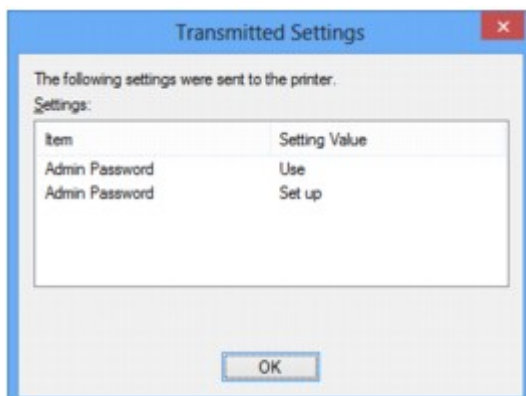 Transmitted Settings
The following settings were sent to the printer.
Settings:
Item Setting Value
Admin Password Use
Admin Password Set up
OK